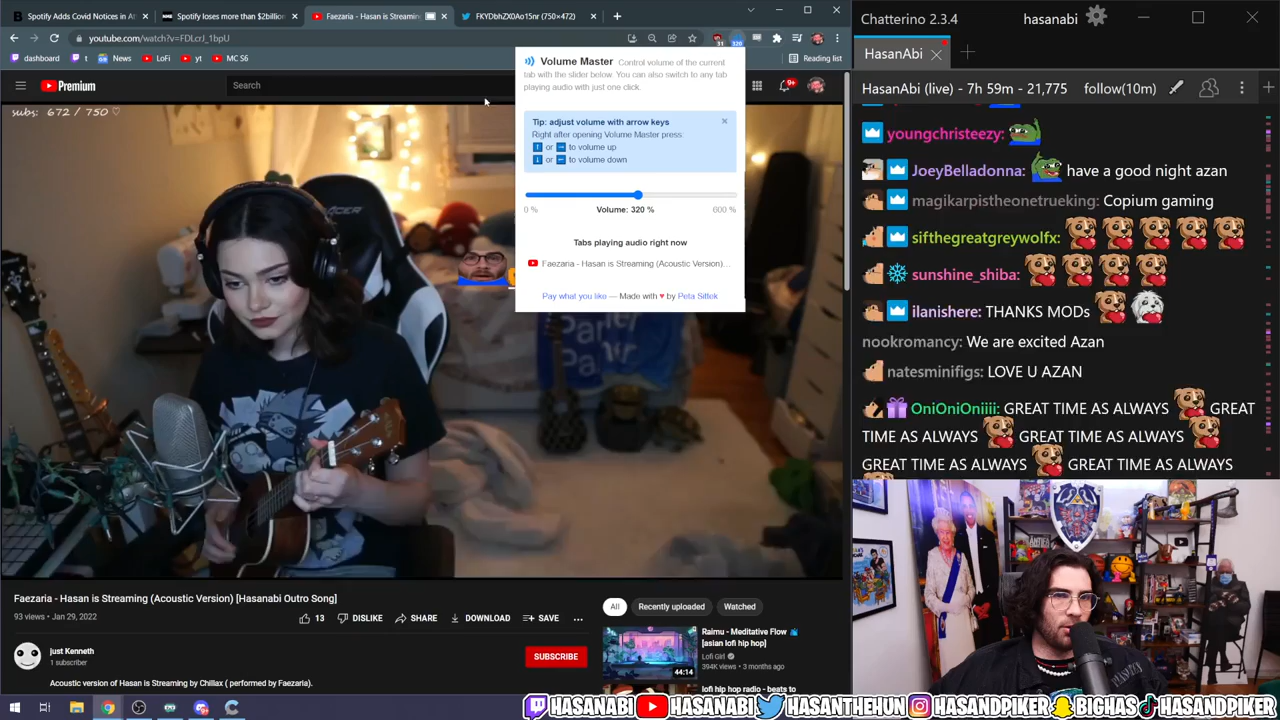 Spotify Adds Covid Notices in At
Spotify loses more than $2billion
Faezaria - Hasan is Streaming
FKYDbhZX0Ao15nr (750×472)
youtube.com/watch?v=FDLcrJ_1bpU
dashboard
t
News
LoFi
yt
MC S6
Reading list
Premium
Search
9+
subs: 672 / 750 ♡
Volume Master Control volume of the current
tab with the slider below. You can also switch to any tab
playing audio with just one click.
Tip: adjust volume with arrow keys
Right after opening Volume Master press:
↑ or → to volume up
↓ or ← to volume down
0 % Volume: 320 % 600 %
Tabs playing audio right now
Faezaria - Hasan is Streaming (Acoustic Version)…
Pay what you like — Made with ♥ by Peta Sittek
Faezaria - Hasan is Streaming (Acoustic Version) [Hasanabi Outro Song]
93 views • Jan 29, 2022
13 DISLIKE SHARE DOWNLOAD SAVE ...
just Kenneth
1 subscriber
SUBSCRIBE
Acoustic version of Hasan is Streaming by Chillax ( performed by Faezaria).
All Recently uploaded Watched
Raimu - Meditative Flow
[asian lofi hip hop]
Lofi Girl
394K views • 3 months ago
44:14
lofi hip hop radio - beats to
Chatterino 2.3.4
hasanabi
HasanAbi
HasanAbi (live) - 7h 59m - 21,775 follow(10m)
youngchristeezy:
JoeyBelladonna: have a good night azan
magikarpistheonetrueking: Copium gaming
sifthegreatgreywolfx:
sunshine_shiba:
ilanishere: THANKS MODs
nookromancy: We are excited Azan
natesminifigs: LOVE U AZAN
OniOniOniiii: GREAT TIME AS ALWAYS GREAT
TIME AS ALWAYS GREAT TIME AS ALWAYS
GREAT TIME AS ALWAYS GREAT TIME AS ALWAYS
HASANABI HASANABI HASANTHEHUN HASANDPIKER BIGHAS HASANDPIKER